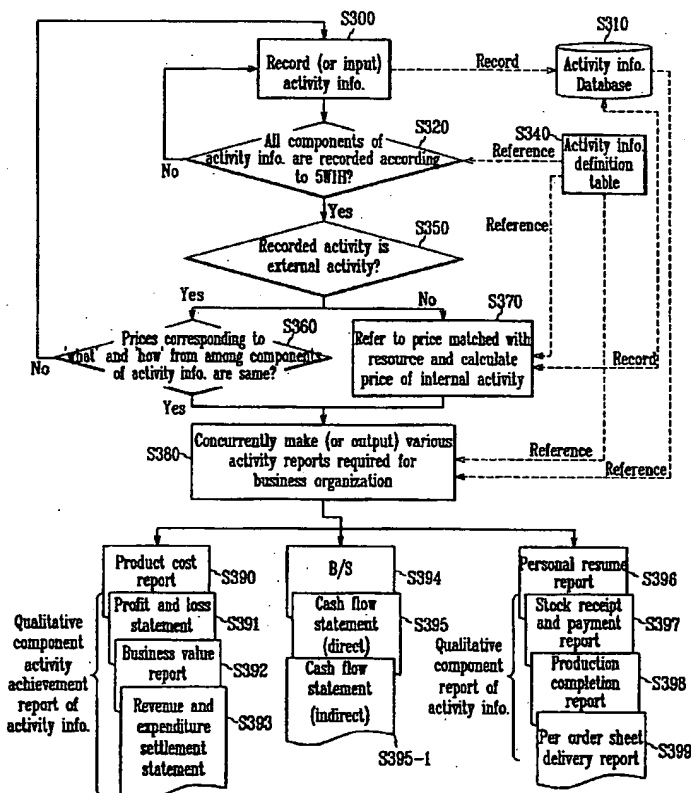 S300
Record (or input)
activity info.
Record
S310
Activity info.
Database
All components of
activity info. are recorded according
to 5W1H?
S320
No
Reference
S340
Activity info.
definition
table
Yes
Reference
Recorded activity is
external activity?
S350
Yes
No
Prices corresponding to
'what' and 'how' from among components
of activity info. are same?
S360
No
Yes
S370
Refer to price matched with
resource and calculate
price of internal activity
Record
S380
Concurrently make (or output) various
activity reports required for
business organization
Reference
Reference
Product cost
report
S390
Profit and loss
statement
S391
Business value
report
S392
Revenue and
expenditure
settlement
statement
S393
Qualitative
component
activity
achievement
report of
activity info.
B/S
S394
Cash flow
statement
(direct)
S395
Cash flow
statement
(indirect)
S395-1
Personal resume
report
S396
Stock receipt
and payment
report
S397
Production
completion
report
S398
Per order sheet
delivery report
S399
Qualitative
component
report of
activity info.